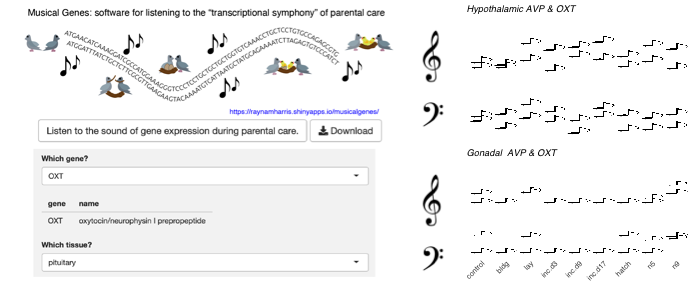 Musical Genes: software for listening to the "transcriptional symphony" of parental care
https://raynamharris.shinyapps.io/musicalgenes/
Listen to the sound of gene expression during parental care.
Download
Which gene?
OXT
gene name
OXT oxytocin/neurophysin I prepropeptide
Which tissue?
pituitary
Hypothalamic AVP & OXT
Gonadal AVP & OXT
control
bldg
lay
inc.d3
inc.d9
inc.d17
hatch
n5
n9